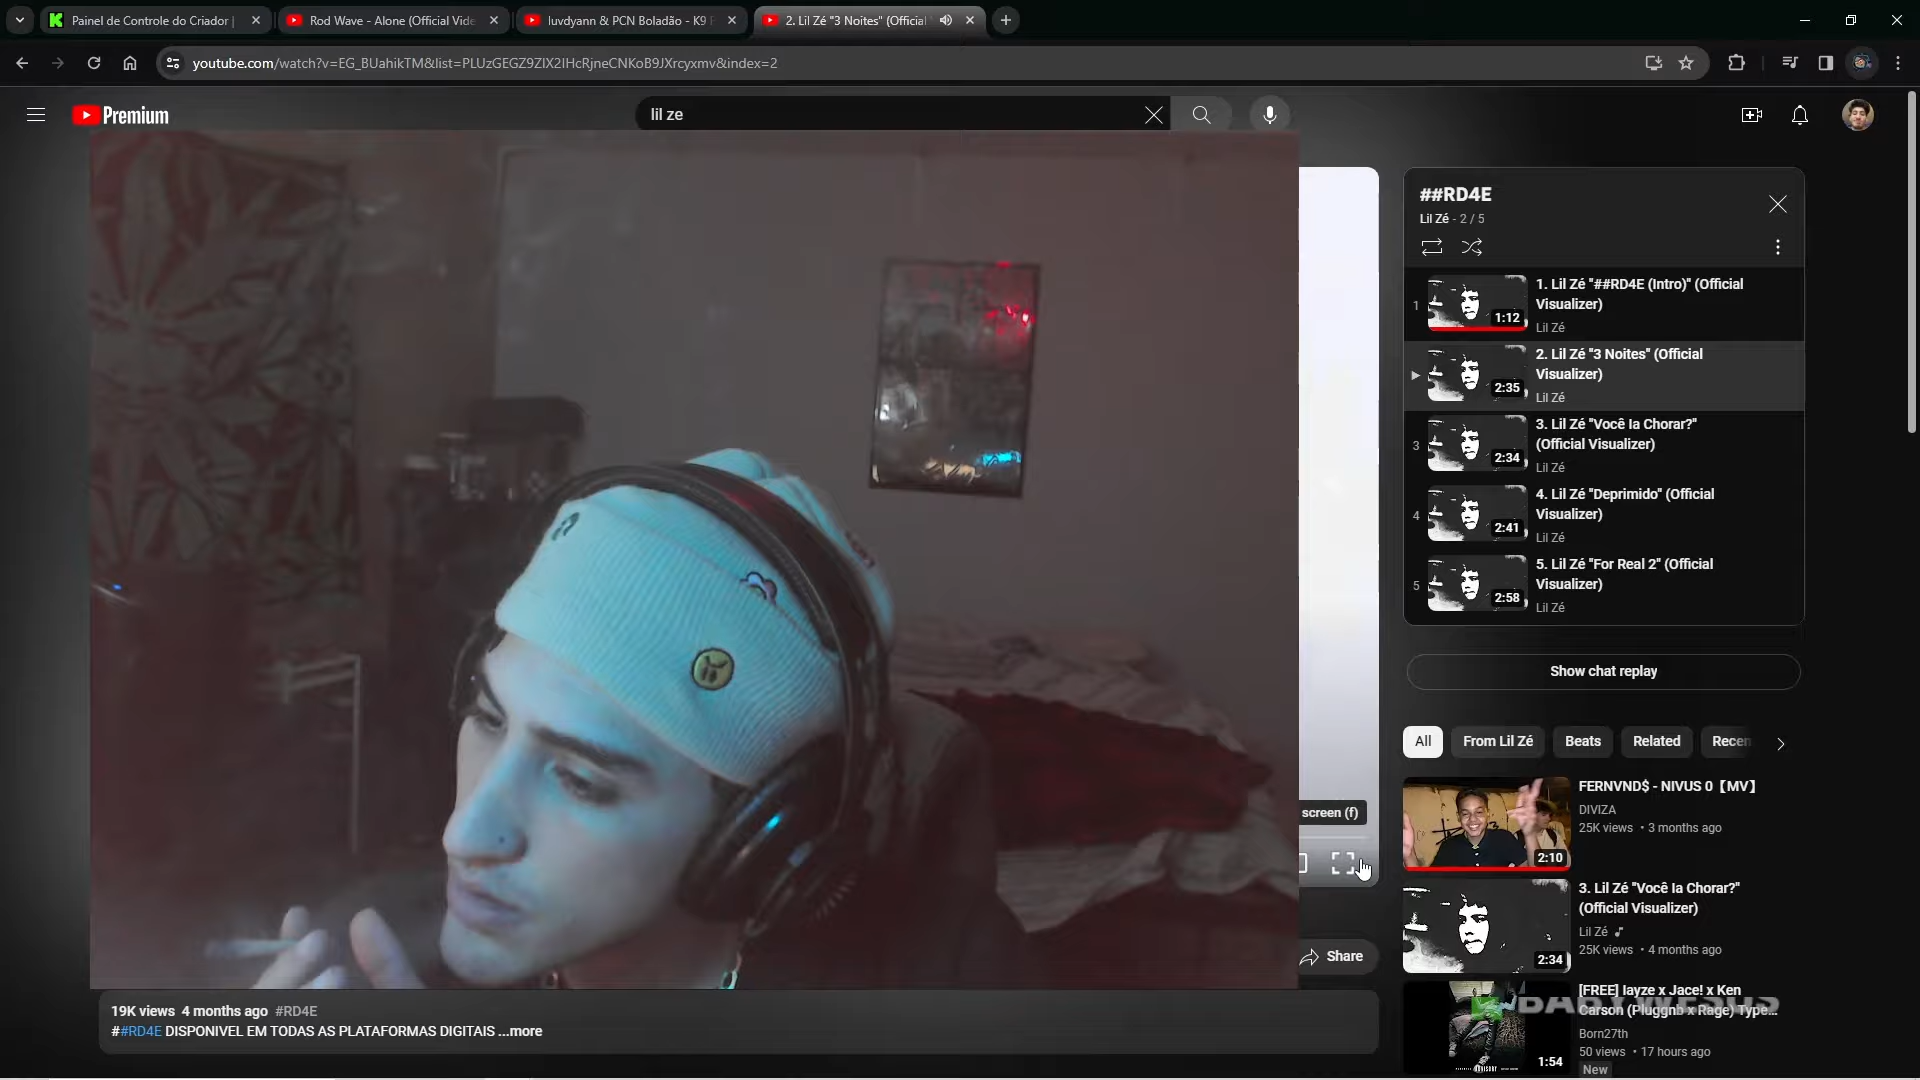 Painel de Controle do Criador |
Rod Wave - Alone (Official Vide
luvdyann & PCN Boladão - K9 F
2. Lil Zé "3 Noites" (Official
youtube.com/watch?v=EG_BUahikTM&list=PLUzGEGZ9ZIX2IHcRjneCNKoB9JXrcyxmv&index=2
Premium
lil ze
##RD4E
Lil Zé - 2 / 5
1
1. Lil Zé "##RD4E (Intro)" (Official
Visualizer)
1:12
Lil Zé
2. Lil Zé "3 Noites" (Official
Visualizer)
2:35
Lil Zé
3
3. Lil Zé "Você Ia Chorar?"
(Official Visualizer)
2:34
Lil Zé
4
4. Lil Zé "Deprimido" (Official
Visualizer)
2:41
Lil Zé
5
5. Lil Zé "For Real 2" (Official
Visualizer)
2:58
Lil Zé
Show chat replay
All
From Lil Zé
Beats
Related
Recen
FERNVND$ - NIVUS 0【MV】
DIVIZA
25K views • 3 months ago
2:10
screen (f)
3. Lil Zé "Você Ia Chorar?"
(Official Visualizer)
Lil Zé
25K views • 4 months ago
2:34
Share
[FREE] Iayze x Jace! x Ken
Carson (Pluggnb x Rage) Type...
BABYWESUS
Born27th
50 views • 17 hours ago
New
1:54
19K views 4 months ago #RD4E
##RD4E DISPONIVEL EM TODAS AS PLATAFORMAS DIGITAIS ...more